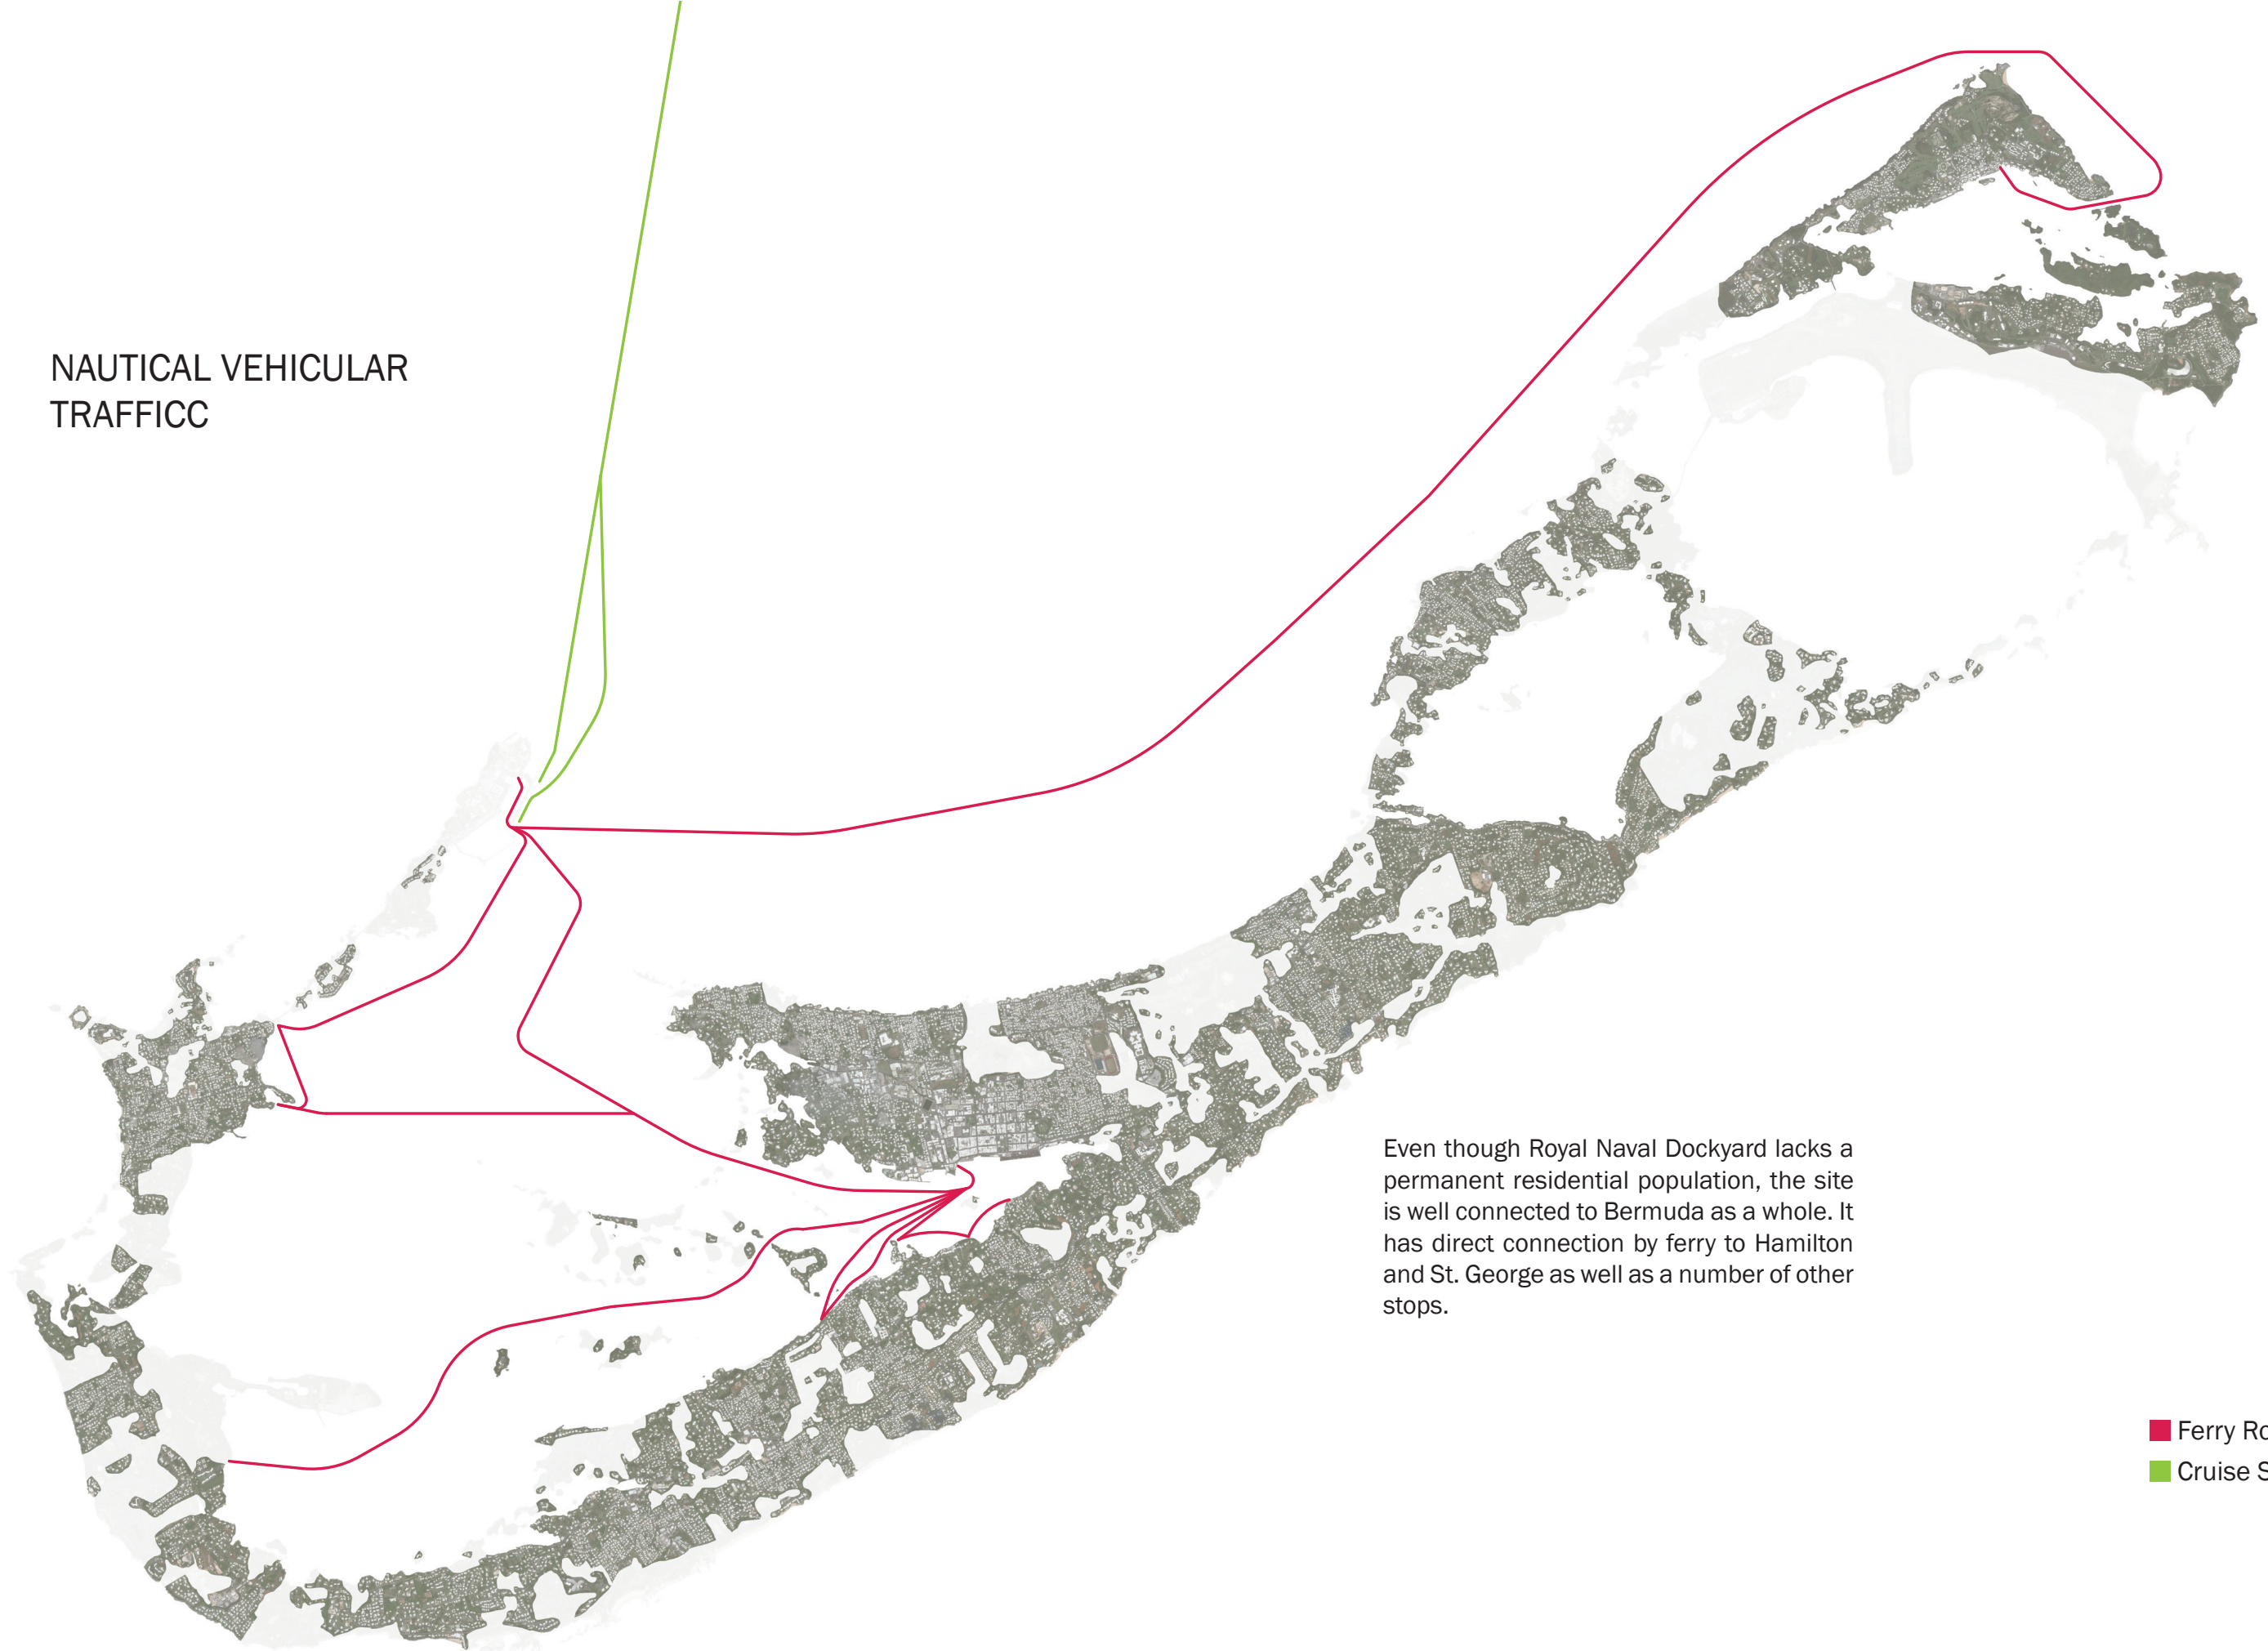 NAUTICAL VEHICULAR
TRAFFICC
Even though Royal Naval Dockyard lacks a
permanent residential population, the site
is well connected to Bermuda as a whole. It
has direct connection by ferry to Hamilton
and St. George as well as a number of other
stops.
Ferry
Cruise